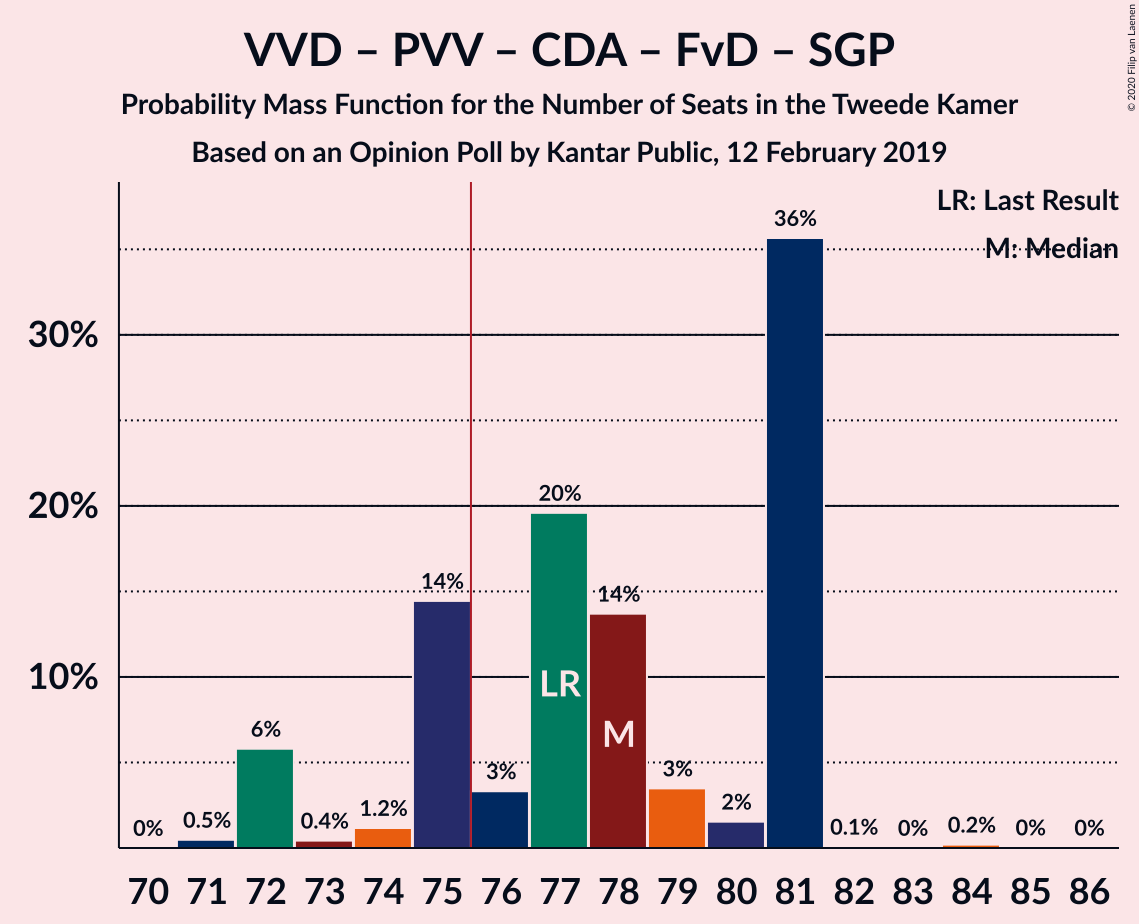 VVD – PVV – CDA – FvD – SGP
Probability Mass Function for the Number of Seats in the Tweede Kamer
Based on an Opinion Poll by Kantar Public, 12 February 2019
© 2020 Filip van Laenen
LR: Last Result
M: Median
30%
20%
10%
0%
0.5%
6%
0.4%
1.2%
14%
3%
20%
14%
3%
2%
36%
0.1%
0%
0.2%
0%
0%
LR
M
70 71 72 73 74 75 76 77 78 79 80 81 82 83 84 85 86